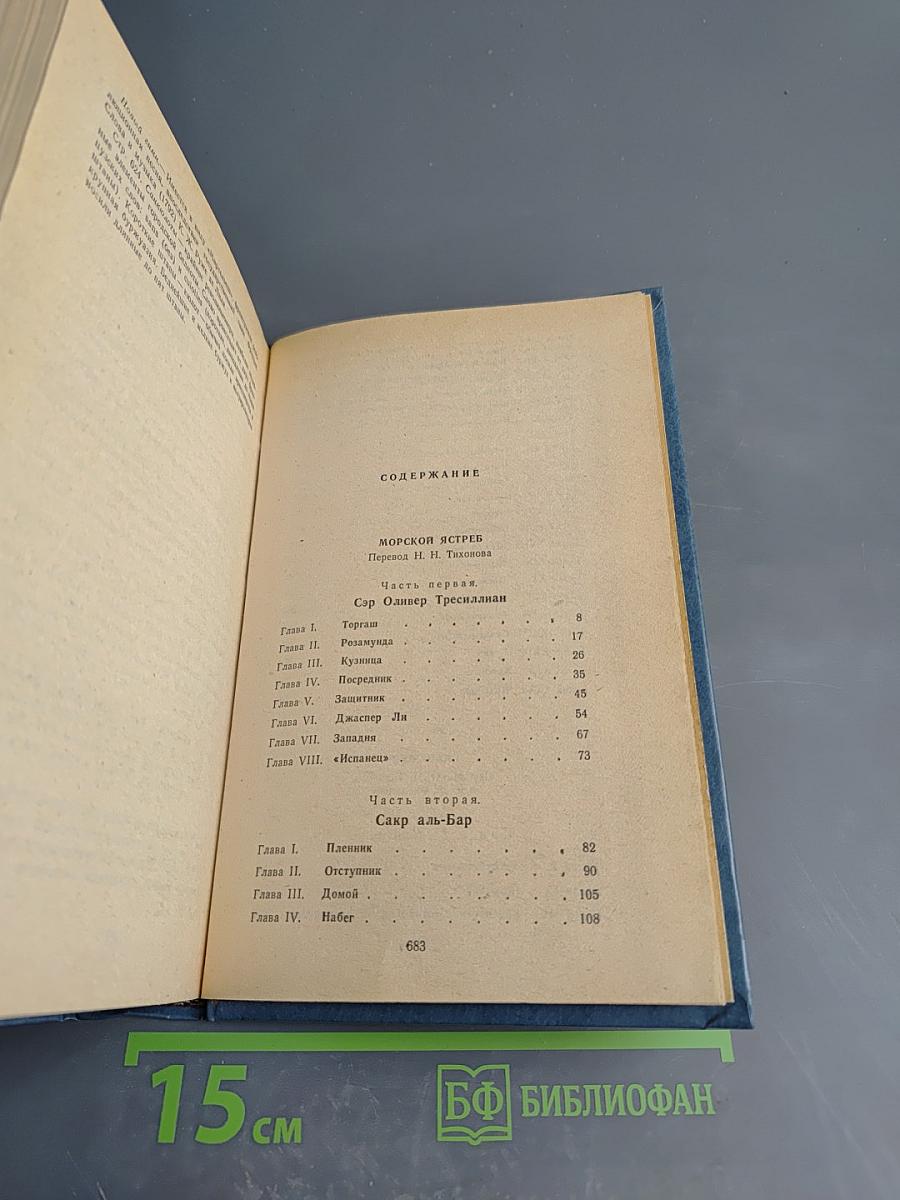 Стр 624. Санкюлоты
СОДЕРЖАНИЕ
МОРСКОЙ ЯСТРЕБ
Перевод Н. Н. Тихонова
Часть первая.
Сэр Оливер Тресиллиан
Глава I. Торгаш . . . . . . . 8
Глава II. Розамунда . . . . . . . 17
Глава III. Кузница . . . . . . . 26
Глава IV. Посредник . . . . . . . 35
Глава V. Защитник . . . . . . . 45
Глава VI. Джаспер Ли . . . . . . 54
Глава VII. Западня . . . . . . . 67
Глава VIII. «Испанец» . . . . . . . 73
Часть вторая.
Сакр аль-Бар
Глава I. Пленник . . . . . . . 82
Глава II. Отступник . . . . . . . 90
Глава III. Домой . . . . . . . . 105
Глава IV. Набег . . . . . . . . 108
683
15 см
БФ БИБЛИОФАН